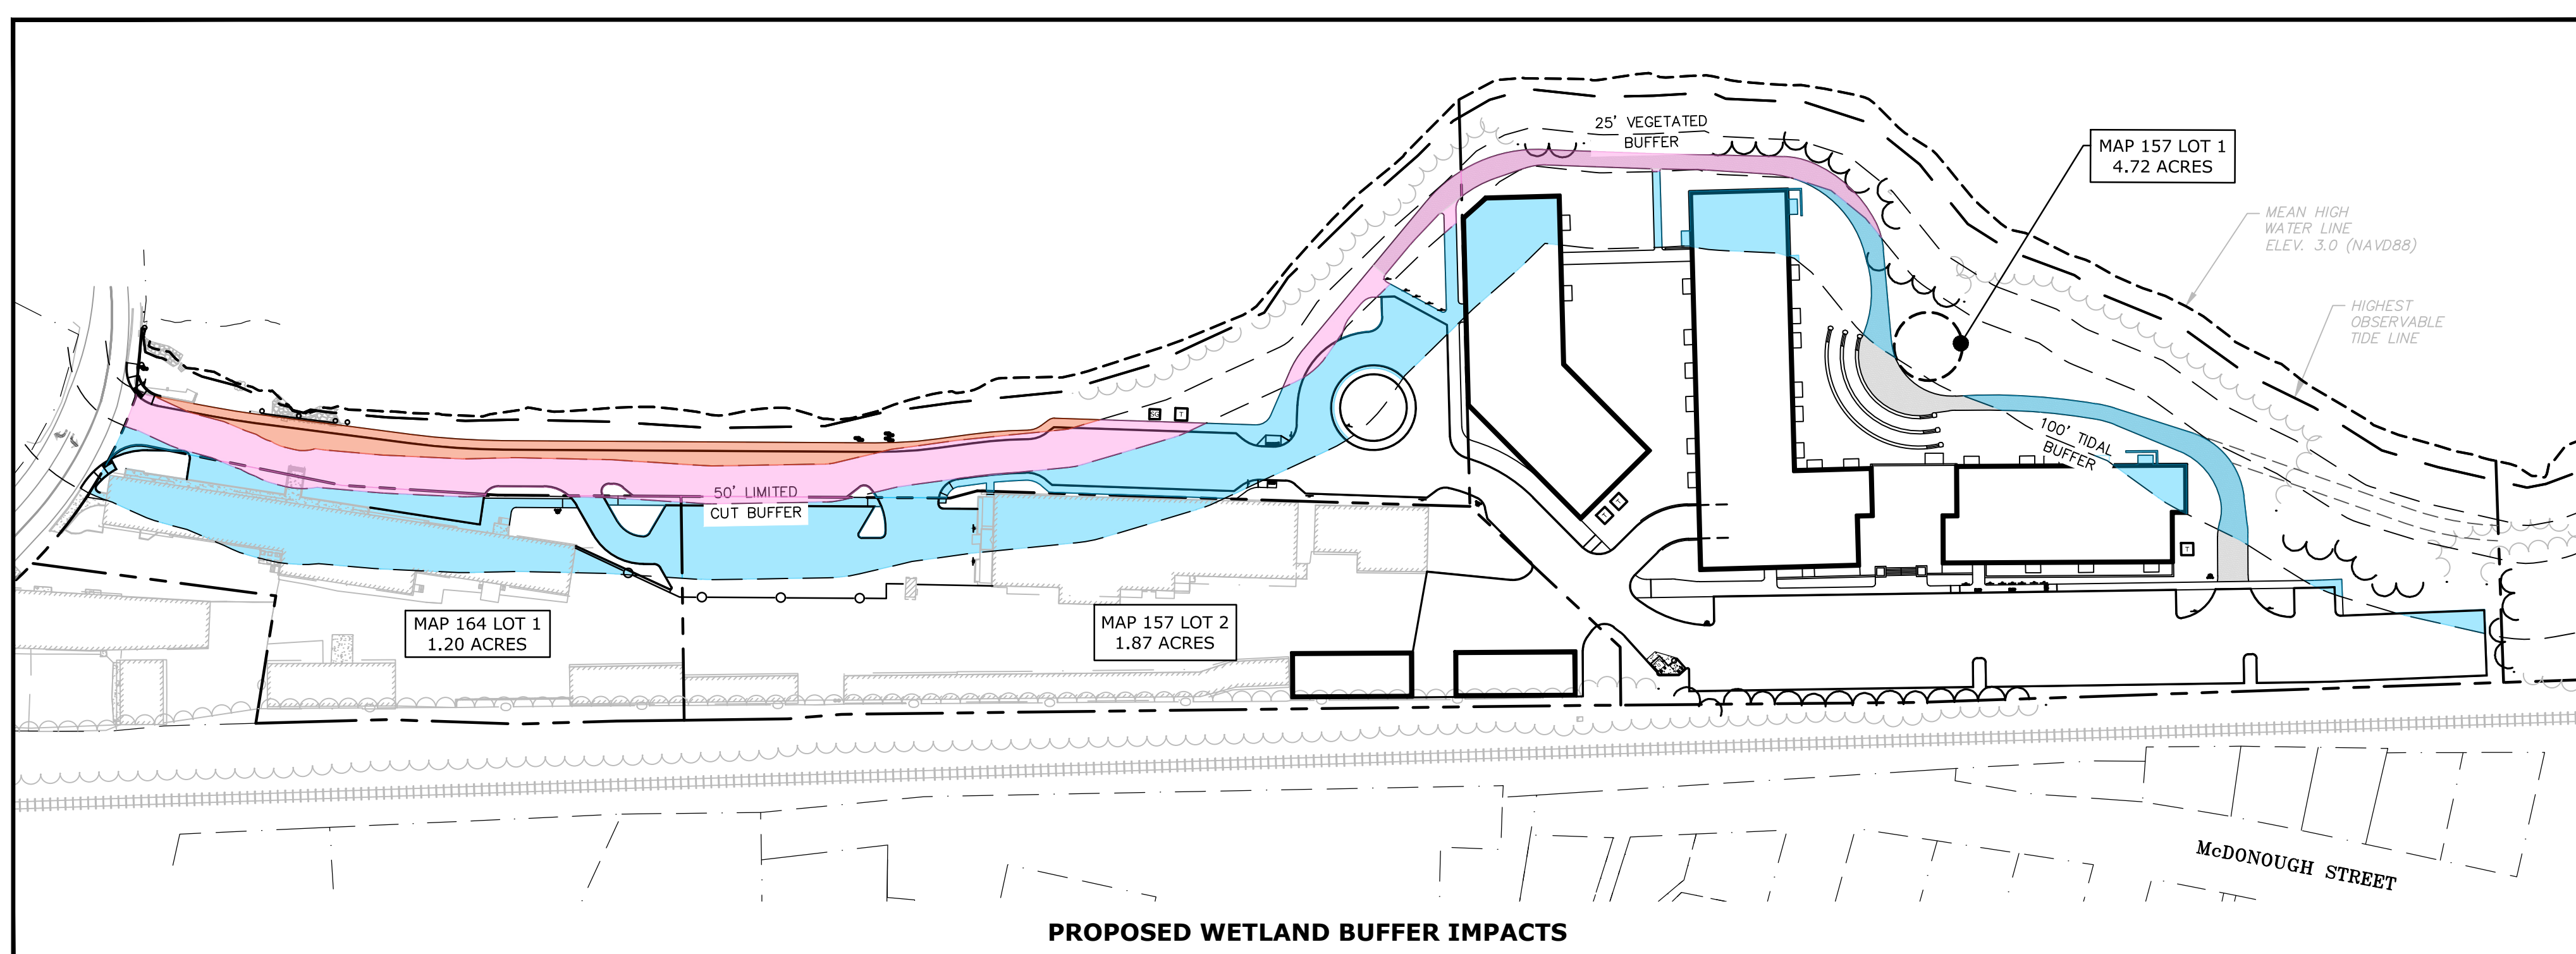 25' VEGETATED
BUFFER
MAP 157 LOT 1
4.72 ACRES
MEAN HIGH
WATER LINE
ELEV. 3.0 (NAVD88)
HIGHEST
OBSERVABLE
TIDE LINE
SG
T
100' TIDAL
BUFFER
50' LIMITED
CUT BUFFER
T
T
T
MAP 164 LOT 1
1.20 ACRES
MAP 157 LOT 2
1.87 ACRES
McDONOUGH STREET
PROPOSED WETLAND BUFFER IMPACTS